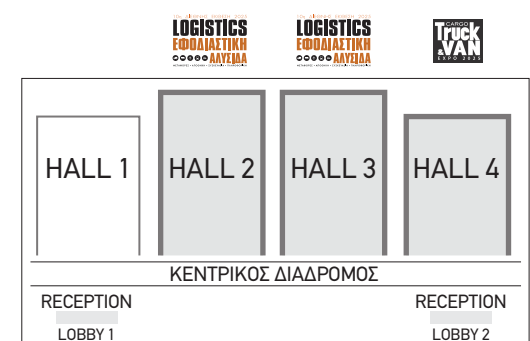 LOGISTICS
ΕΦΟΔΙΑΣΤΙΚΗ
ΑΛΥΣΙΔΑ
LOGISTICS
ΕΦΟΔΙΑΣΤΙΚΗ
ΑΛΥΣΙΔΑ
CARGO
Truck
&VAN
EXPO 2025
HALL 1
HALL 2
HALL 3
HALL 4
ΚΕΝΤΡΙΚΟΣ ΔΙΑΔΡΟΜΟΣ
RECEPTION
LOBBY 1
RECEPTION
LOBBY 2